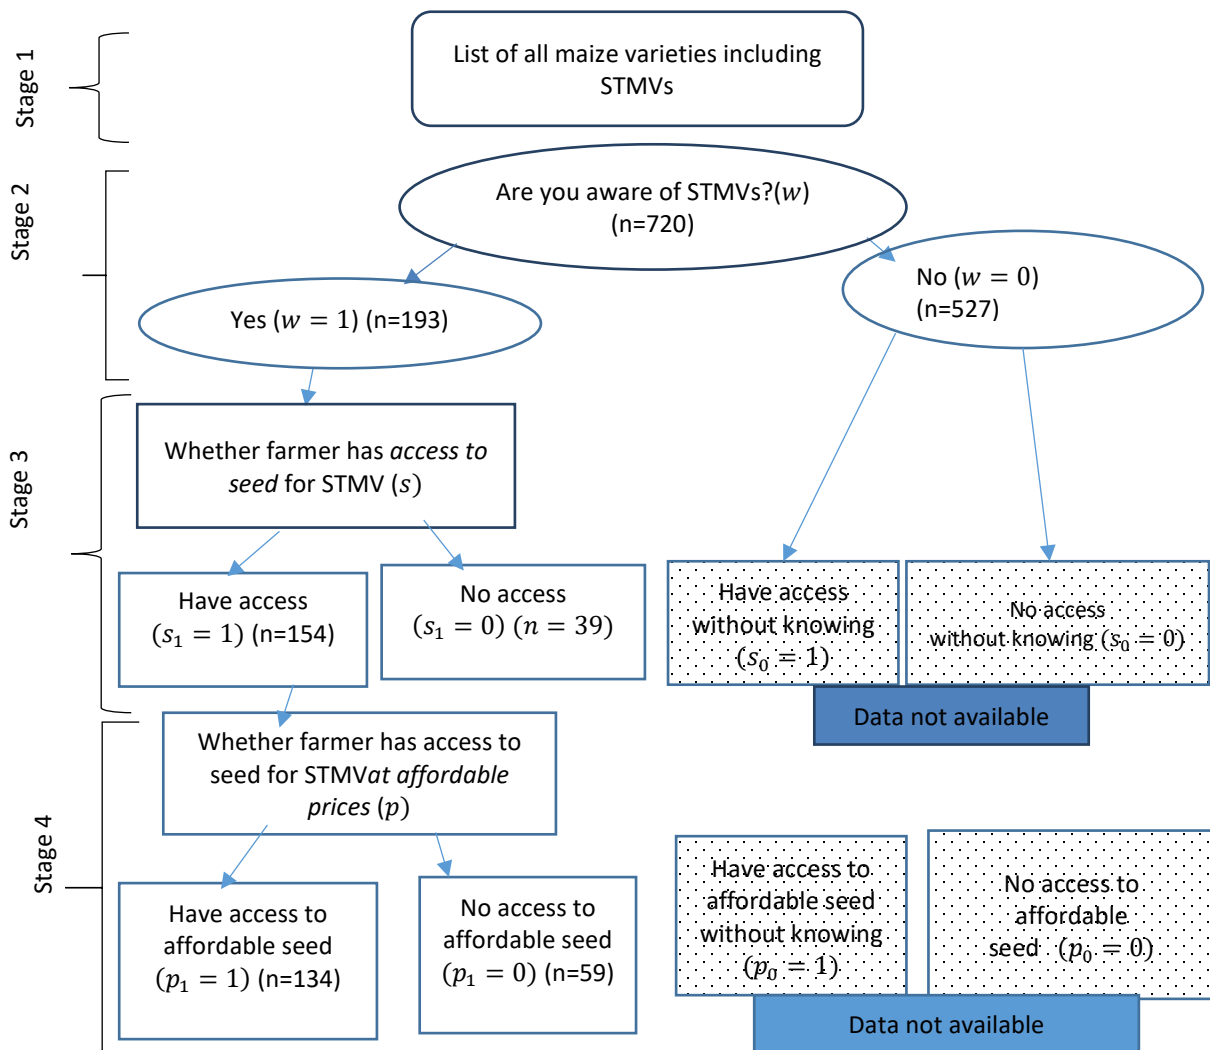 Stage 1
List of all maize varieties including
STMVs
Stage 2
Are you aware of STMVs?(w)
(n=720)
Yes (w = 1) (n=193)
No (w = 0)
(n=527)
Stage 3
Whether farmer has access to
seed for STMV (s)
Have access
(s₁ = 1) (n=154)
No access
(s₁ = 0) (n = 39)
Have access
without knowing
(s₀ = 1)
No access
without knowing (s₀ = 0)
Data not available
Stage 4
Whether farmer has access to
seed for STMVat affordable
prices (p)
Have access to
affordable seed
(p₁ = 1) (n=134)
No access to
affordable seed
(p₁ = 0) (n=59)
Have access to
affordable seed
without knowing
(p₀ = 1)
No access to
affordable
seed (p₀ = 0)
Data not available